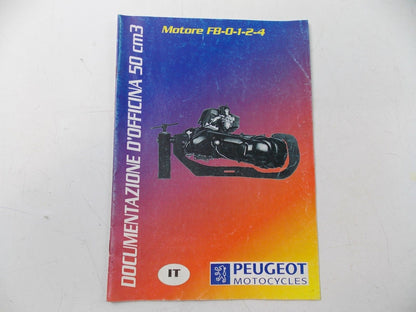 Motore FB-0-1-2-4
DOCUMENTAZIONE D'OFFICINA 50 cm3
IT
PEUGEOT
MOTOCYCLES